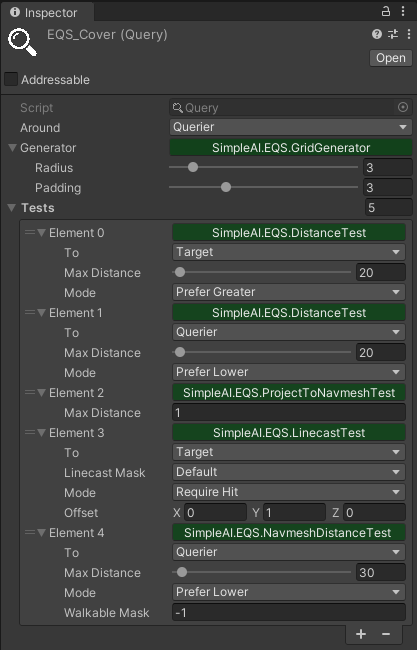 Inspector
EQS_Cover (Query)
Open
Addressable
Script Query
Around Querier
Generator SimpleAI.EQS.GridGenerator
Radius 3
Padding 3
Tests 5
Element 0 SimpleAI.EQS.DistanceTest
To Target
Max Distance 20
Mode Prefer Greater
Element 1 SimpleAI.EQS.DistanceTest
To Querier
Max Distance 20
Mode Prefer Lower
Element 2 SimpleAI.EQS.ProjectToNavmeshTest
Max Distance 1
Element 3 SimpleAI.EQS.LinecastTest
To Target
Linecast Mask Default
Mode Require Hit
Offset X 0 Y 1 Z 0
Element 4 SimpleAI.EQS.NavmeshDistanceTest
To Querier
Max Distance 30
Mode Prefer Lower
Walkable Mask -1